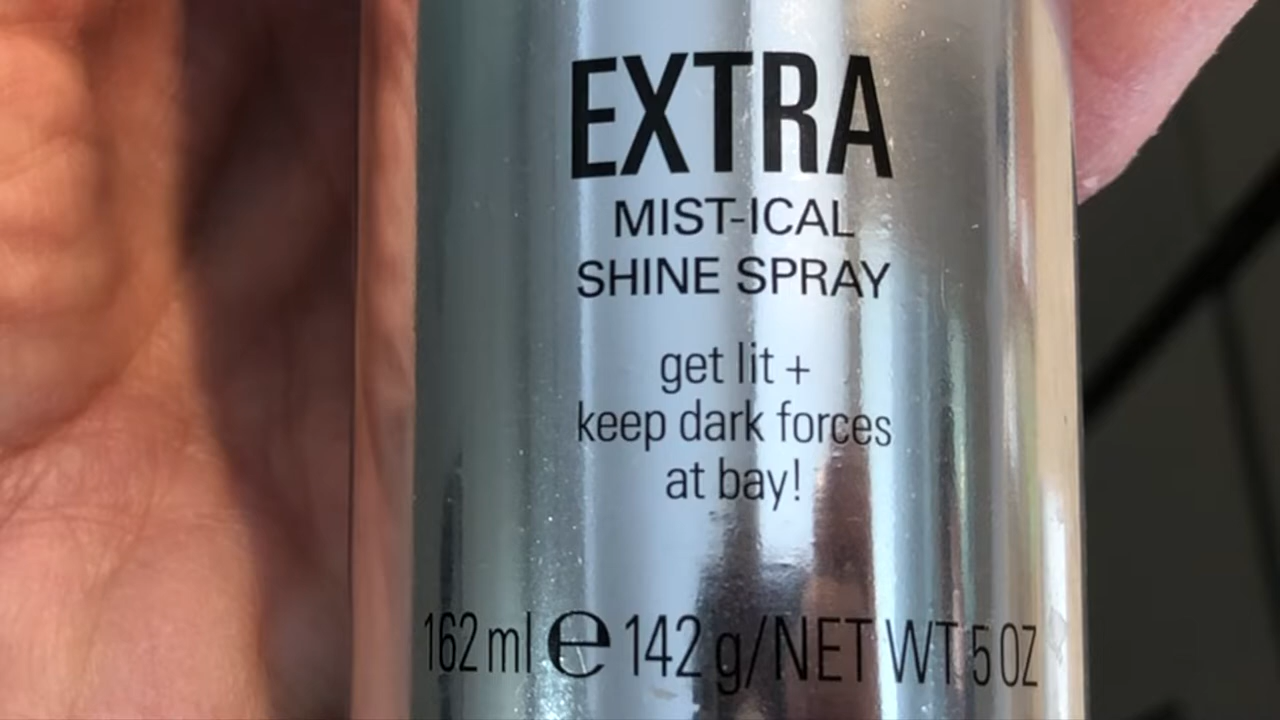 EXTRA
MIST-ICAL
SHINE SPRAY
get lit +
keep dark forces
at bay!
162 ml ℮ 142 g/NET WT 5 OZ